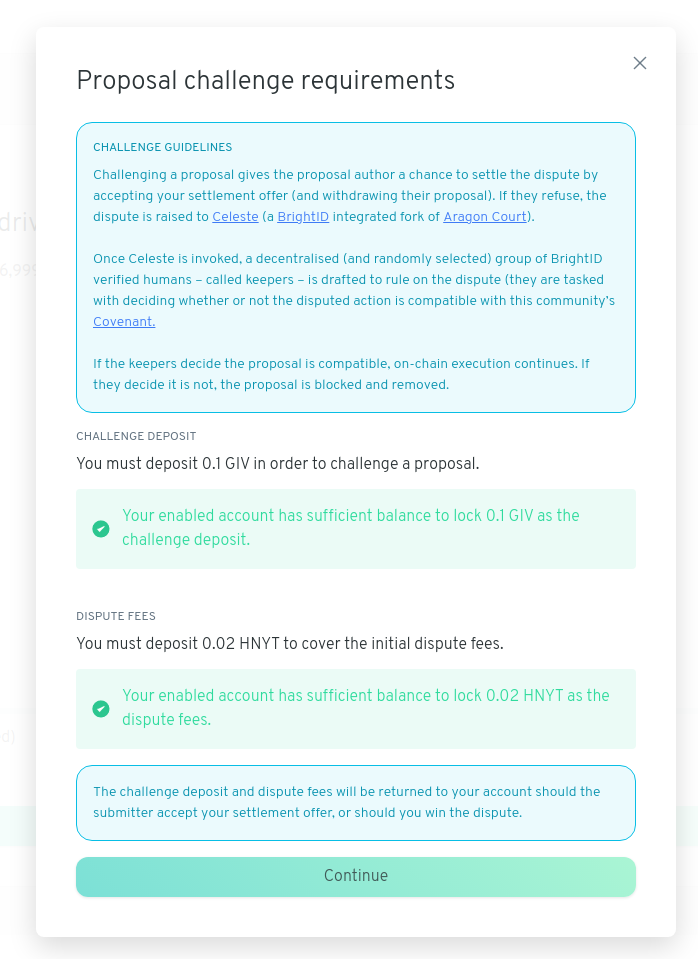 Proposal challenge requirements
CHALLENGE GUIDELINES
Challenging a proposal gives the proposal author a chance to settle the dispute by
accepting your settlement offer (and withdrawing their proposal). If they refuse, the
dispute is raised to Celeste (a BrightID integrated fork of Aragon Court).
Once Celeste is invoked, a decentralised (and randomly selected) group of BrightID
verified humans – called keepers – is drafted to rule on the dispute (they are tasked
with deciding whether or not the disputed action is compatible with this community's
Covenant.
If the keepers decide the proposal is compatible, on-chain execution continues. If
they decide it is not, the proposal is blocked and removed.
CHALLENGE DEPOSIT
You must deposit 0.1 GIV in order to challenge a proposal.
Your enabled account has sufficient balance to lock 0.1 GIV as the
challenge deposit.
DISPUTE FEES
You must deposit 0.02 HNYT to cover the initial dispute fees.
Your enabled account has sufficient balance to lock 0.02 HNYT as the
dispute fees.
The challenge deposit and dispute fees will be returned to your account should the
submitter accept your settlement offer, or should you win the dispute.
Continue